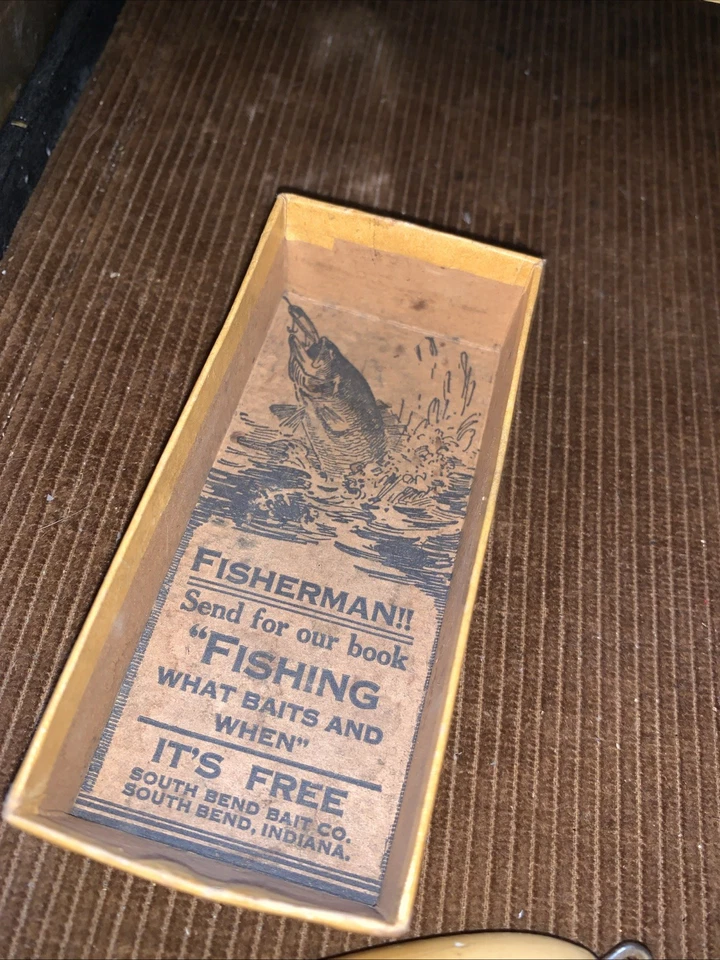 FISHERMAN!!
Send for our book
"FISHING
WHAT BAITS AND
WHEN"
IT'S FREE
SOUTH BEND BAIT CO.
SOUTH BEND, INDIANA.